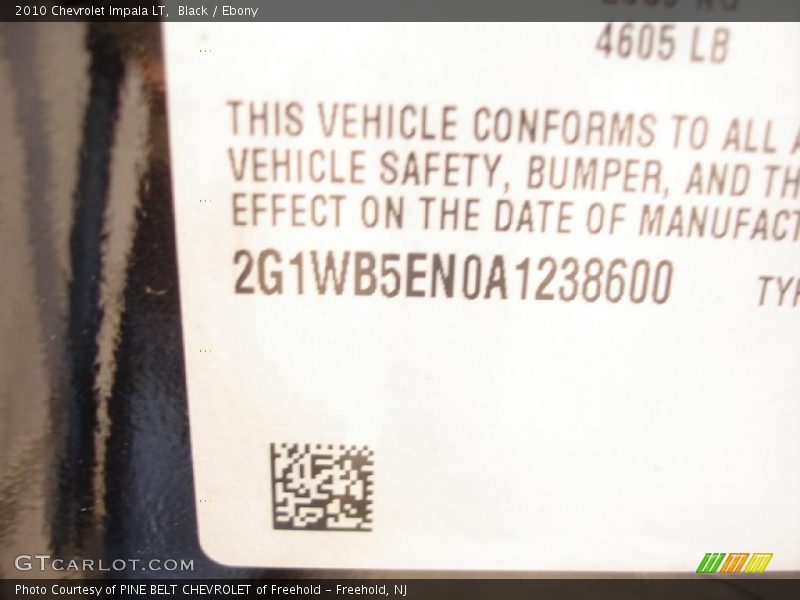 2010 Chevrolet Impala LT, Black / Ebony
4605 LB
THIS VEHICLE CONFORMS TO ALL
VEHICLE SAFETY, BUMPER, AND TH
EFFECT ON THE DATE OF MANUFACT
2G1WB5EN0A1238600 TYP
GTCARLOT.COM
Photo Courtesy of PINE BELT CHEVROLET of Freehold - Freehold, NJ